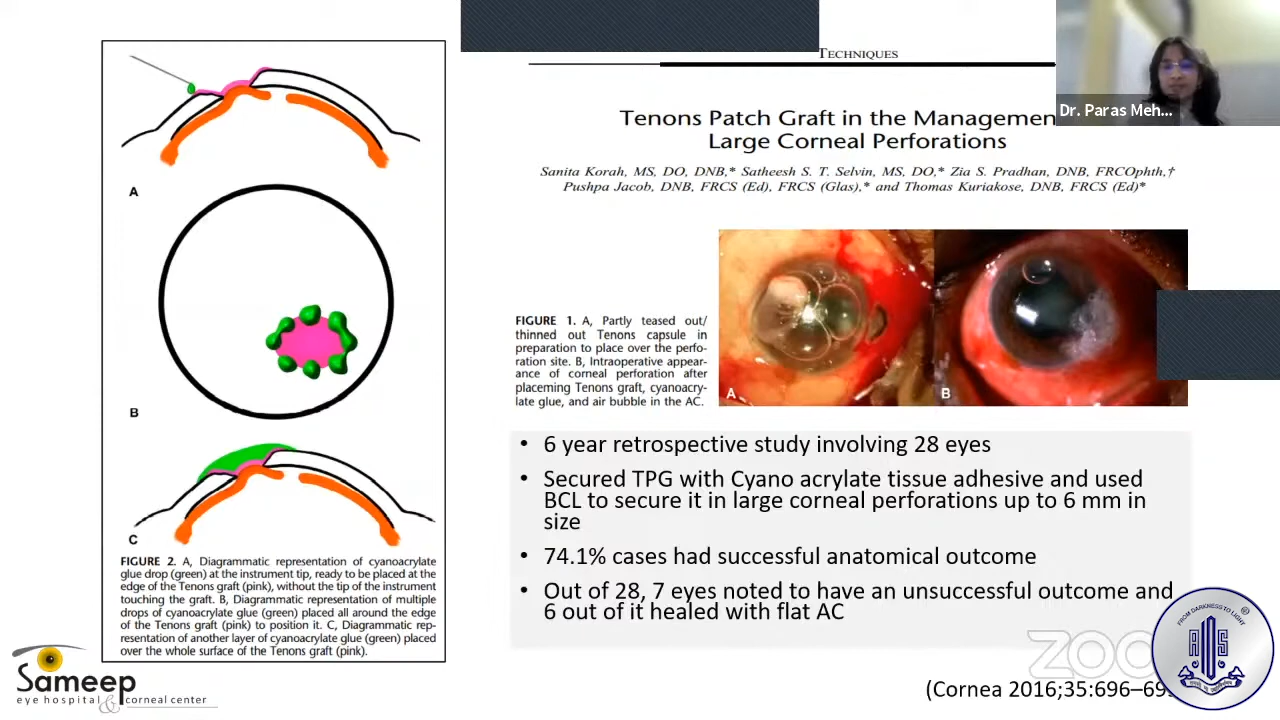 A
B
C
FIGURE 2. A, Diagrammatic representation of cyanoacrylate
glue drop (green) at the instrument tip, ready to be placed at the
edge of the Tenons graft (pink), without the tip of the instrument
touching the graft. B, Diagrammatic representation of multiple
drops of cyanoacrylate glue (green) placed all around the edge
of the Tenons graft (pink) to position it. C, Diagrammatic rep-
resentation of another layer of cyanoacrylate glue (green) placed
over the whole surface of the Tenons graft (pink).
TECHNIQUES
Tenons Patch Graft in the Managemen
Large Corneal Perforations
Sanita Korah, MS, DO, DNB,* Satheesh S. T. Selvin, MS, DO,* Zia S. Pradhan, DNB, FRCOphth,†
Pushpa Jacob, DNB, FRCS (Ed), FRCS (Glas),* and Thomas Kuriakose, DNB, FRCS (Ed)*
Dr. Paras Meh...
FIGURE 1. A, Partly teased out/
thinned out Tenons capsule in
preparation to place over the perfo-
ration site. B, Intraoperative appear-
ance of corneal perforation after
placeming Tenons graft, cyanoacry-
late glue, and air bubble in the AC.
A
B
• 6 year retrospective study involving 28 eyes
• Secured TPG with Cyano acrylate tissue adhesive and used
BCL to secure it in large corneal perforations up to 6 mm in
size
• 74.1% cases had successful anatomical outcome
• Out of 28, 7 eyes noted to have an unsuccessful outcome and
6 out of it healed with flat AC
(Cornea 2016;35:696–69
zoo
Sameep
eye hospital & corneal center
FROM DARKNESS TO LIGHT
AIOS